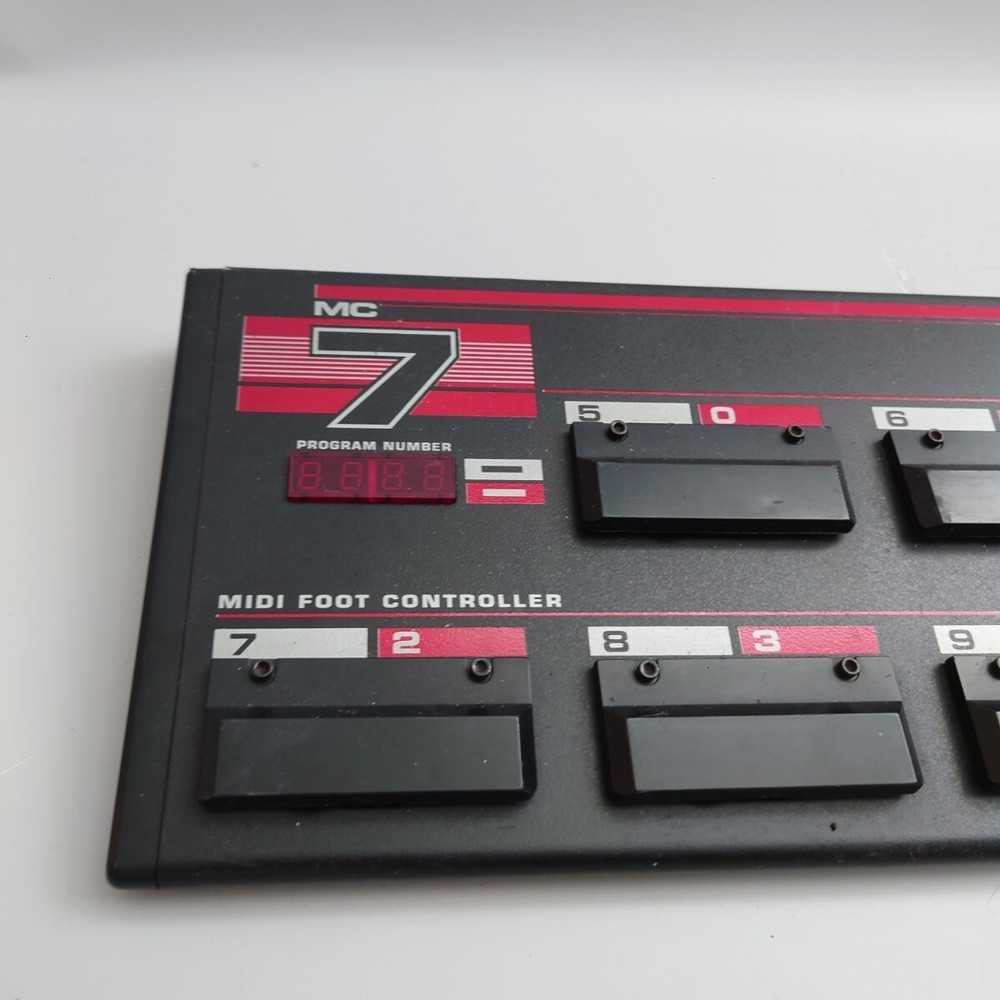 MC
7
PROGRAM NUMBER
5 0 6
MIDI FOOT CONTROLLER
7 2 8 3 9